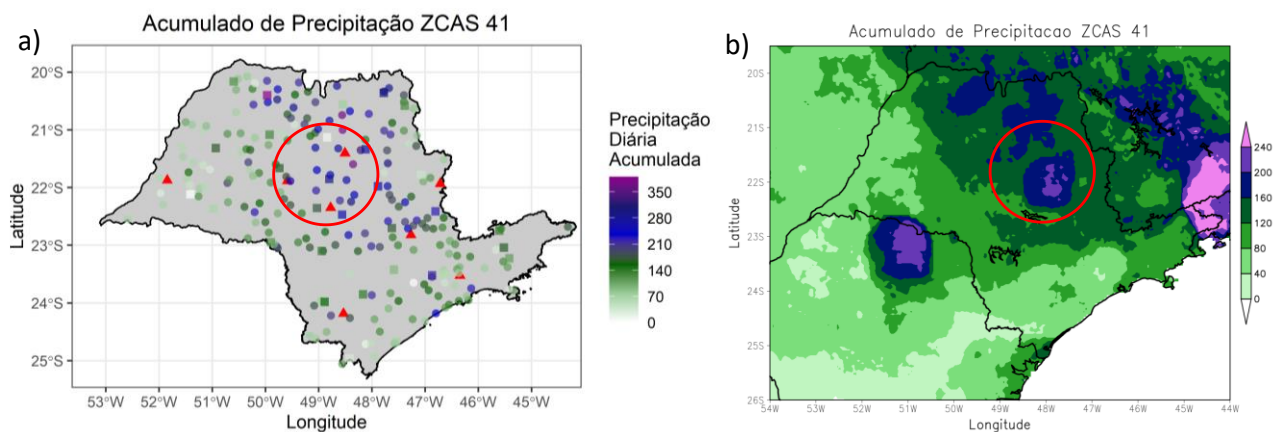 a)
Acumulado de Precipitação ZCAS 41
20°S
21°S
22°S
23°S
24°S
25°S
Latitude
53°W 52°W 51°W 50°W 49°W 48°W 47°W 46°W 45°W
Longitude
Precipitação
Diária
Acumulada
350
280
210
140
70
0
b)
Acumulado de Precipitacao ZCAS 41
20S
21S
22S
23S
24S
25S
26S
Latitude
54W 53W 52W 51W 50W 49W 48W 47W 46W 45W 44W
Longitude
240
200
160
120
80
40
0